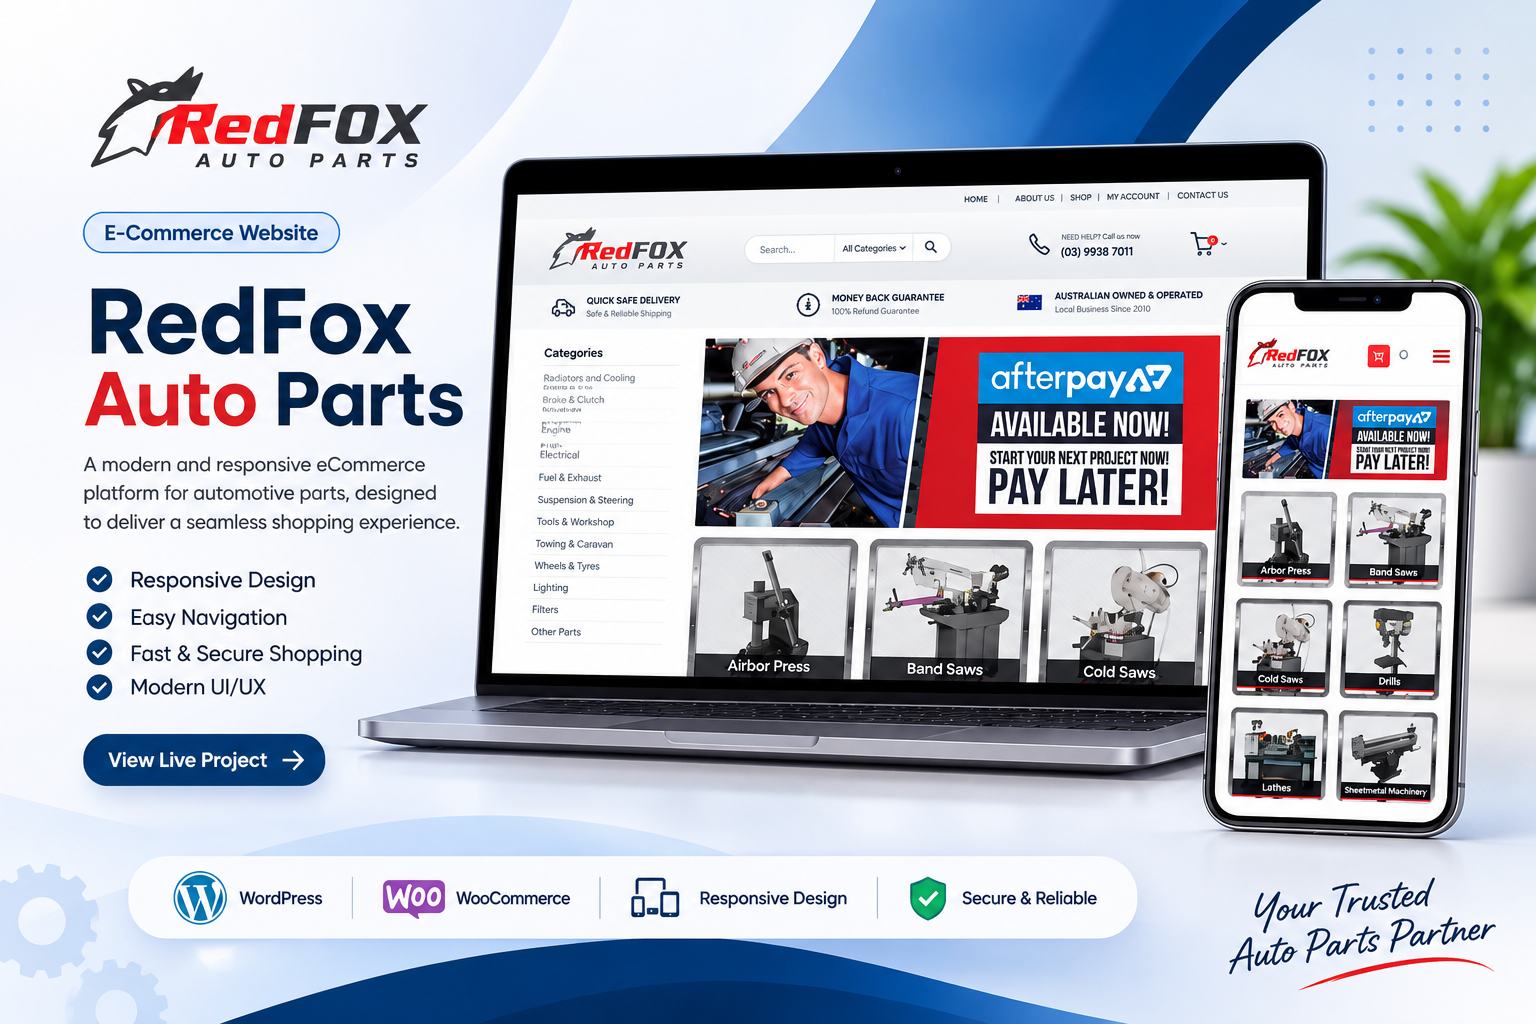 RedFOX
AUTO PARTS
E-Commerce Website
RedFox
Auto Parts
A modern and responsive eCommerce
platform for automotive parts, designed
to deliver a seamless shopping experience.
Responsive Design
Easy Navigation
Fast & Secure Shopping
Modern UI/UX
View Live Project
HOME | ABOUT US | SHOP | MY ACCOUNT | CONTACT US
RedFOX
AUTO PARTS
Search...
All Categories
NEED HELP? Call us now
(03) 9938 7011
0
QUICK SAFE DELIVERY
Safe & Reliable Shipping
MONEY BACK GUARANTEE
100% Refund Guarantee
AUSTRALIAN OWNED & OPERATED
Local Business Since 2010
Categories
Radiators and Cooling
Brake & Clutch
Engine
Electrical
Fuel & Exhaust
Suspension & Steering
Tools & Workshop
Towing & Caravan
Wheels & Tyres
Lighting
Filters
Other Parts
afterpay
AVAILABLE NOW!
START YOUR NEXT PROJECT NOW!
PAY LATER!
Airbor Press
Band Saws
Cold Saws
RedFOX
AUTO PARTS
0
afterpay
AVAILABLE NOW!
START YOUR NEXT PROJECT NOW!
PAY LATER!
Arbor Press
Band Saws
Cold Saws
Drills
Lathes
Sheetmetal Machinery
W
WordPress
WOO
WooCommerce
Responsive Design
Secure & Reliable
Your Trusted
Auto Parts Partner